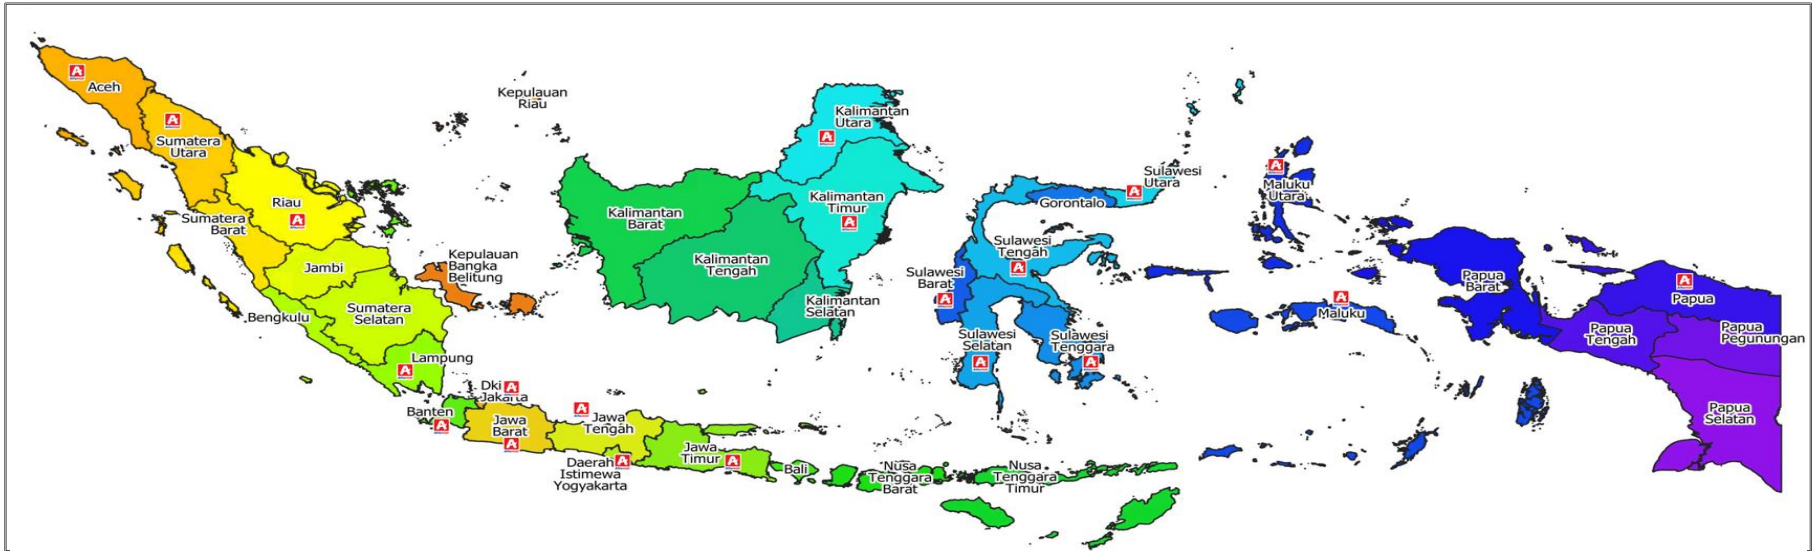 Aceh
Sumatera
Utara
Riau
Sumatera
Barat
Jambi
Kepulauan
Riau
Kepulauan
Bangka
Belitung
Bengkulu
Sumatera
Selatan
Lampung
Dki
Jakarta
Banten
Jawa
Barat
Jawa
Tengah
Daerah
Istimewa
Yogyakarta
Jawa
Timur
Bali
Nusa
Tenggara
Barat
Nusa
Tenggara
Timur
Kalimantan
Utara
Kalimantan
Barat
Kalimantan
Timur
Kalimantan
Tengah
Kalimantan
Selatan
Sulawesi
Utara
Gorontalo
Sulawesi
Tengah
Sulawesi
Barat
Sulawesi
Selatan
Sulawesi
Tenggara
Maluku
Utara
Maluku
Papua
Barat
Papua
Papua
Tengah
Papua
Pegunungan
Papua
Selatan